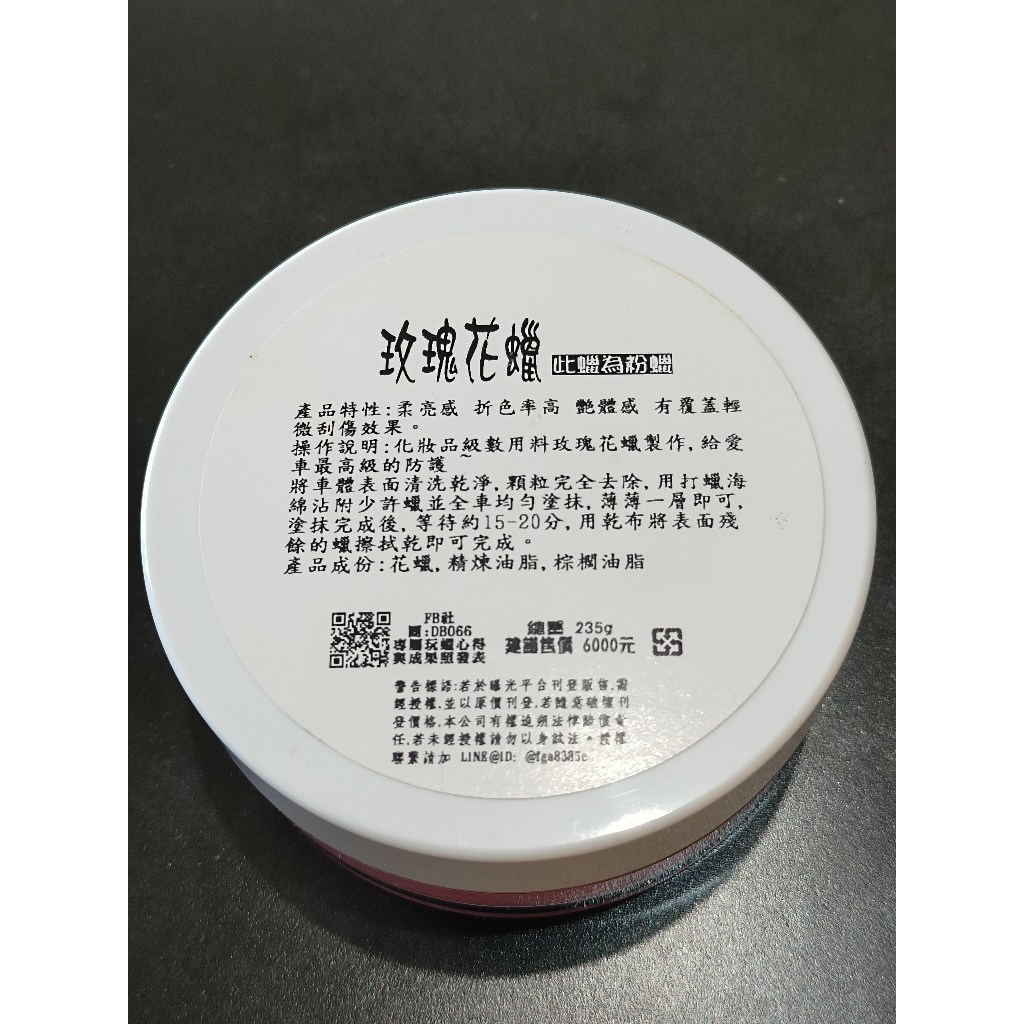 玫瑰花蠟 此蠟為粉蠟
產品特性:柔亮感 折色率高 艷體感 有覆蓋輕
微刮傷效果。
操作說明:化妝品級數用料玫瑰花蠟製作,給愛
車最高級的防護~
將車體表面清洗乾淨,顆粒完全去除,用打蠟海
綿沾附少許蠟並全車均勻塗抹,薄薄一層即可,
塗抹完成後,等待約15-20分,用乾布將表面殘
餘的蠟擦拭乾即可完成。
產品成份:花蠟,精煉油脂,棕櫚油脂
FB社
團:DB066
專屬玩蠟心得
與成果照發表
總重 235g
建議售價 6000元
警告標語:若於曝光平台刊登販售,需
經授權,並以原價刊登,若隨意破壞刊
登價格,本公司有權追朔法律賠償責
任,若未經授權請勿以身試法。授權
聯繫請加 LINE@ID: @fga8385e